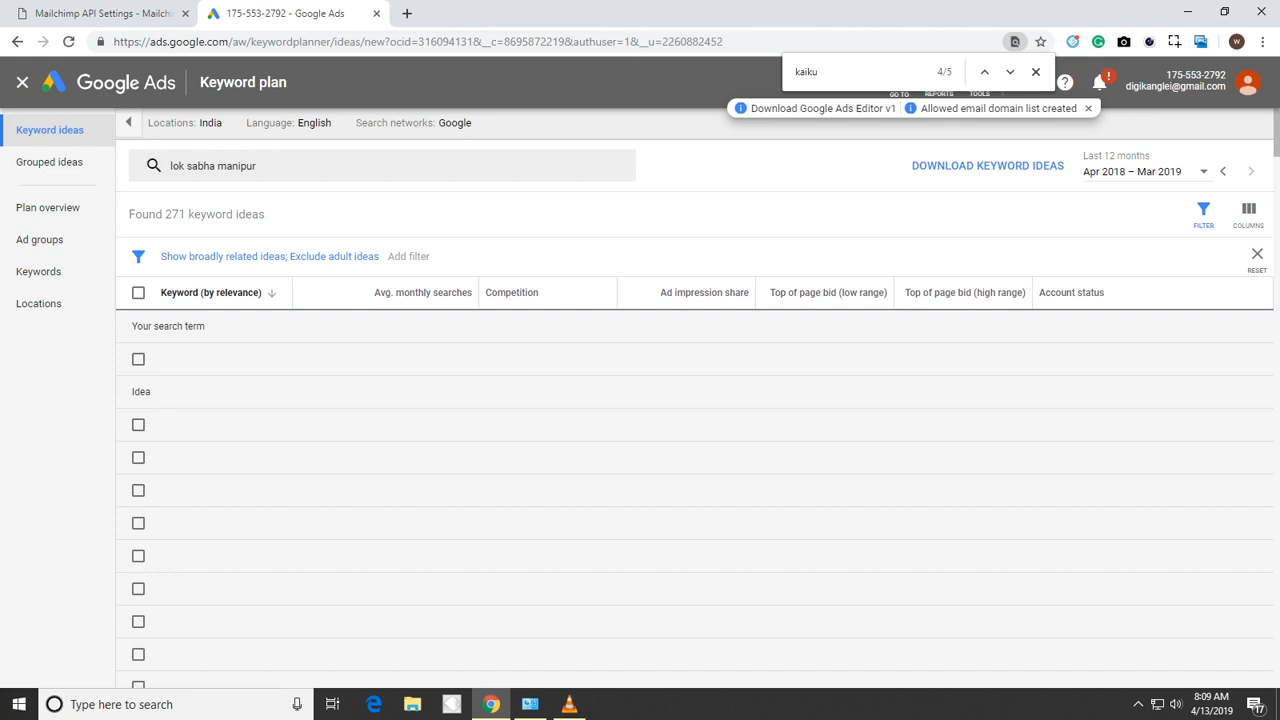 Mailchimp API Settings - Mailchi
175-553-2792 - Google Ads
https://ads.google.com/aw/keywordplanner/ideas/new?ocid=316094131&__c=8695872219&authuser=1&__u=2260882452
W
kaiku 4/5
Google Ads
Keyword plan
GO TO REPORTS TOOLS
175-553-2792
digikanglei@gmail.com
Download Google Ads Editor v1
Allowed email domain list created
Keyword ideas
Grouped ideas
Plan overview
Ad groups
Keywords
Locations
Locations: India Language: English Search networks: Google
lok sabha manipur
DOWNLOAD KEYWORD IDEAS
Last 12 months
Apr 2018 – Mar 2019
Found 271 keyword ideas
FILTER
COLUMNS
Show broadly related ideas; Exclude adult ideas Add filter
RESET
Keyword (by relevance) Avg. monthly searches Competition Ad impression share Top of page bid (low range) Top of page bid (high range) Account status
Your search term
Idea
Type here to search
8:09 AM
4/13/2019
17